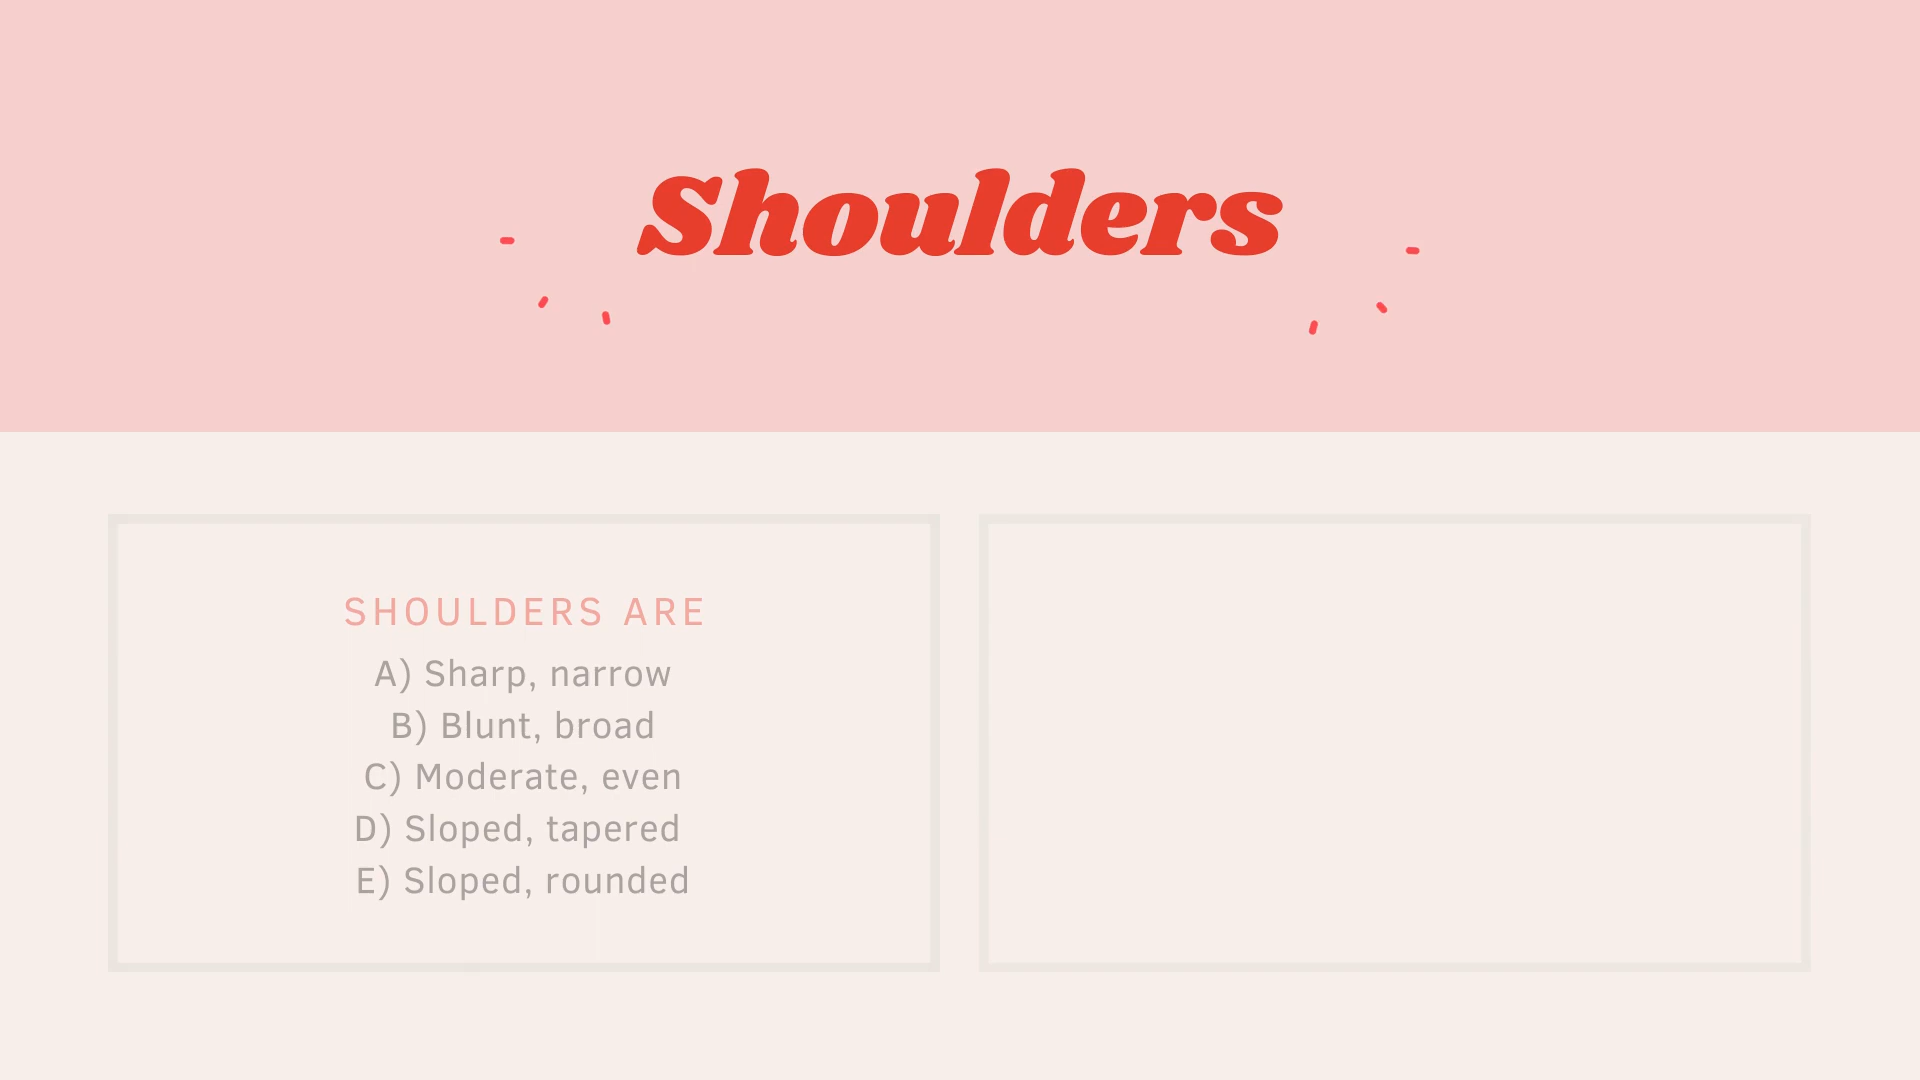 Shoulders
SHOULDERS ARE
A) Sharp, narrow
B) Blunt, broad
C) Moderate, even
D) Sloped, tapered
E) Sloped, rounded